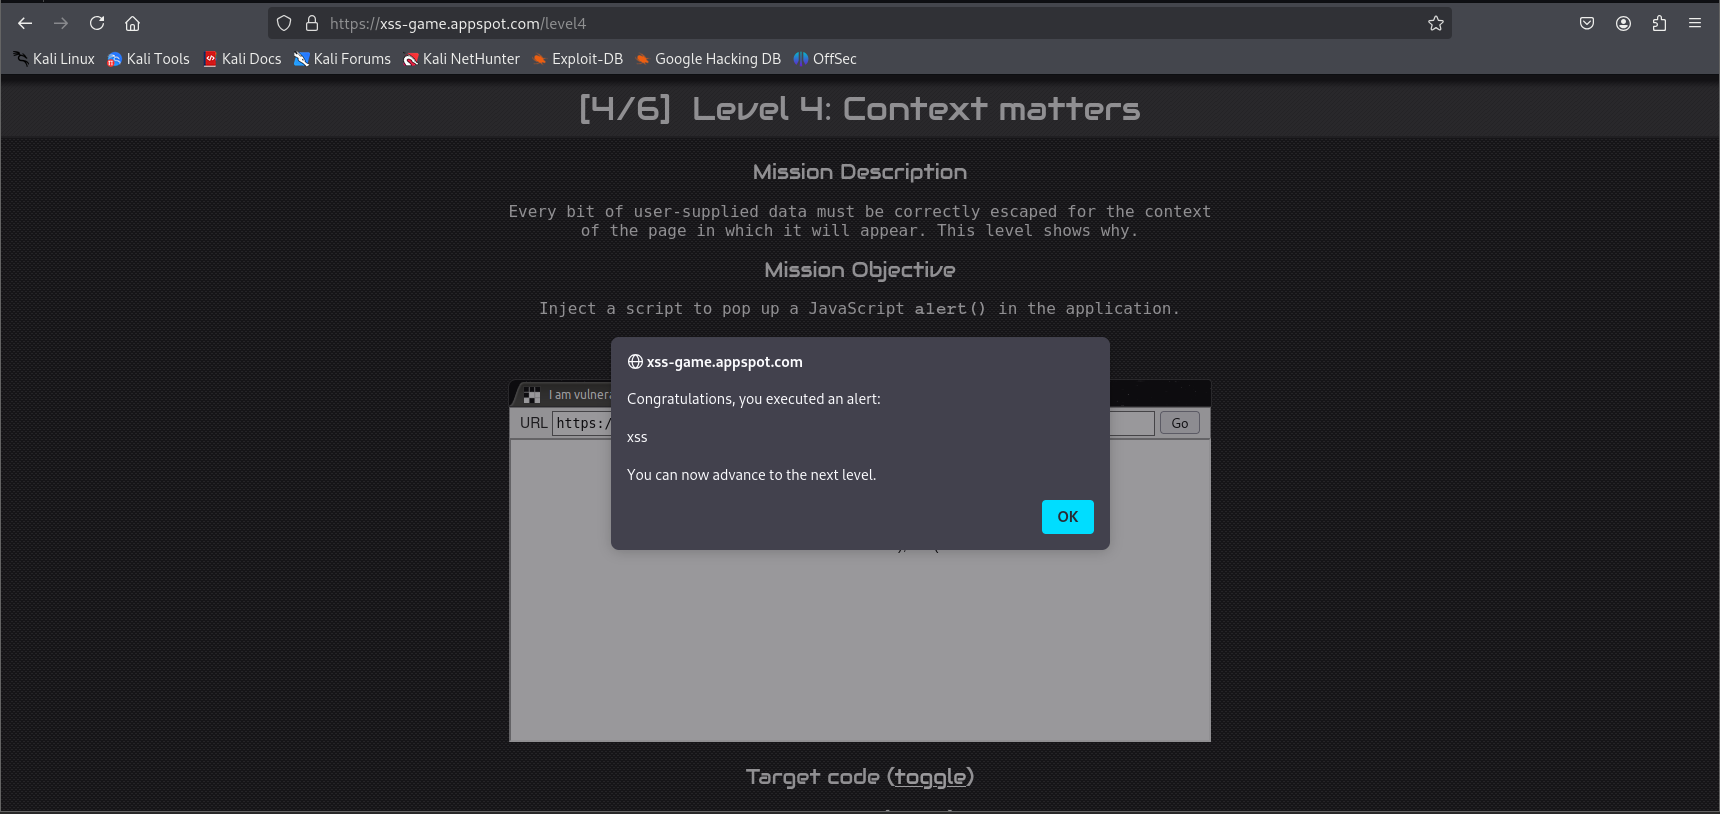 https://xss-game.appspot.com/level4
Kali Linux Kali Tools Kali Docs Kali Forums Kali NetHunter Exploit-DB Google Hacking DB OffSec
[4/6] Level 4: Context matters
Mission Description
Every bit of user-supplied data must be correctly escaped for the context
of the page in which it will appear. This level shows why.
Mission Objective
Inject a script to pop up a JavaScript alert() in the application.
xss-game.appspot.com
Congratulations, you executed an alert:
xss
You can now advance to the next level.
OK
I am vulnera
URL https:/ Go
Target code (toggle)